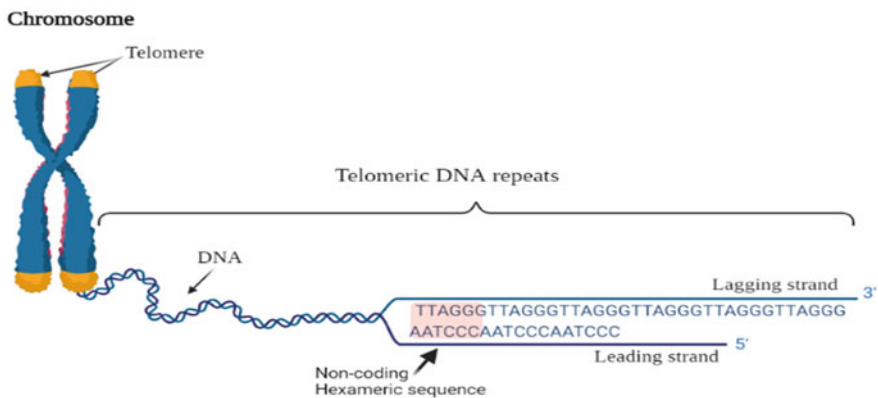 Chromosome
Telomere
Telomeric DNA repeats
DNA
Lagging strand
3'
TTAGGGTTAGGGTTAGGGTTAGGGTTAGGGTTAGGG
AATCCCAATCCCAATCCC
5'
Leading strand
Non-coding
Hexameric sequence